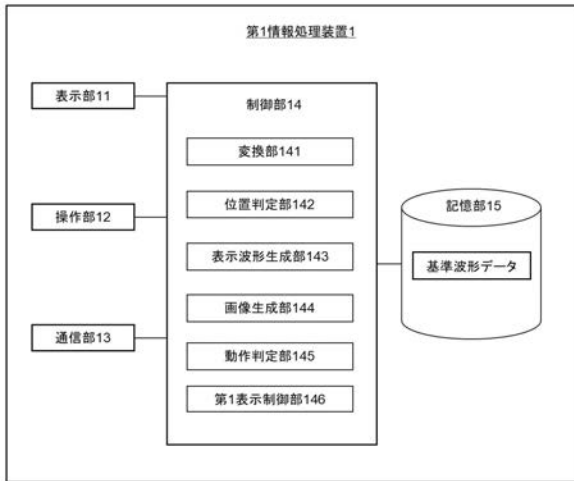 第1情報処理装置1
表示部11
制御部14
変換部141
位置判定部142
操作部12
記憶部15
表示波形生成部143
基準波形データ
画像生成部144
通信部13
動作判定部145
第1表示制御部146